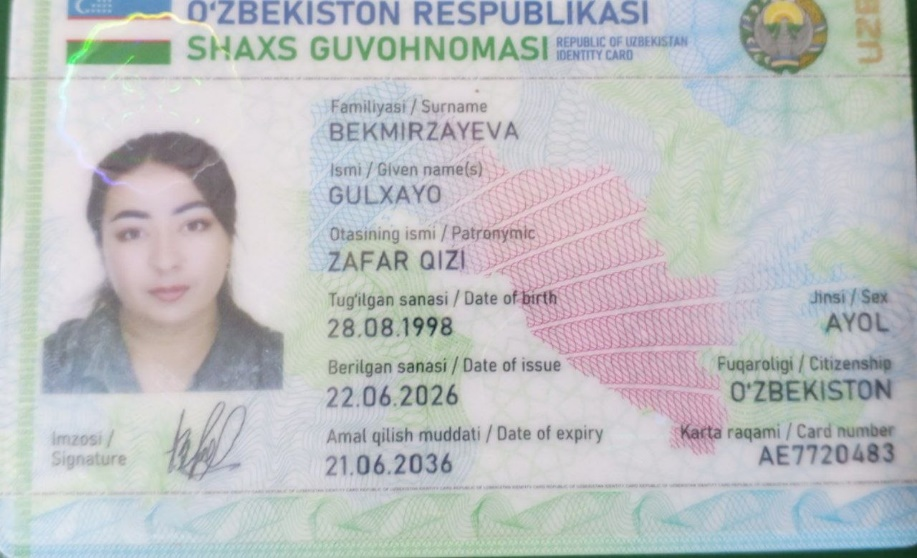 O‘ZBEKISTON RESPUBLIKASI
SHAXS GUVOHNOMASI REPUBLIC OF UZBEKISTAN
IDENTITY CARD
UZB
Familiyasi / Surname
BEKMIRZAYEVA
Ismi / Given name(s)
GULXAYO
Otasining ismi / Patronymic
ZAFAR QIZI
Tug‘ilgan sanasi / Date of birth
28.08.1998
Jinsi / Sex
AYOL
Berilgan sanasi / Date of issue
22.06.2026
Fuqaroligi / Citizenship
O‘ZBEKISTON
Amal qilish muddati / Date of expiry
21.06.2036
Karta raqami / Card number
AE7720483
Imzosi /
Signature